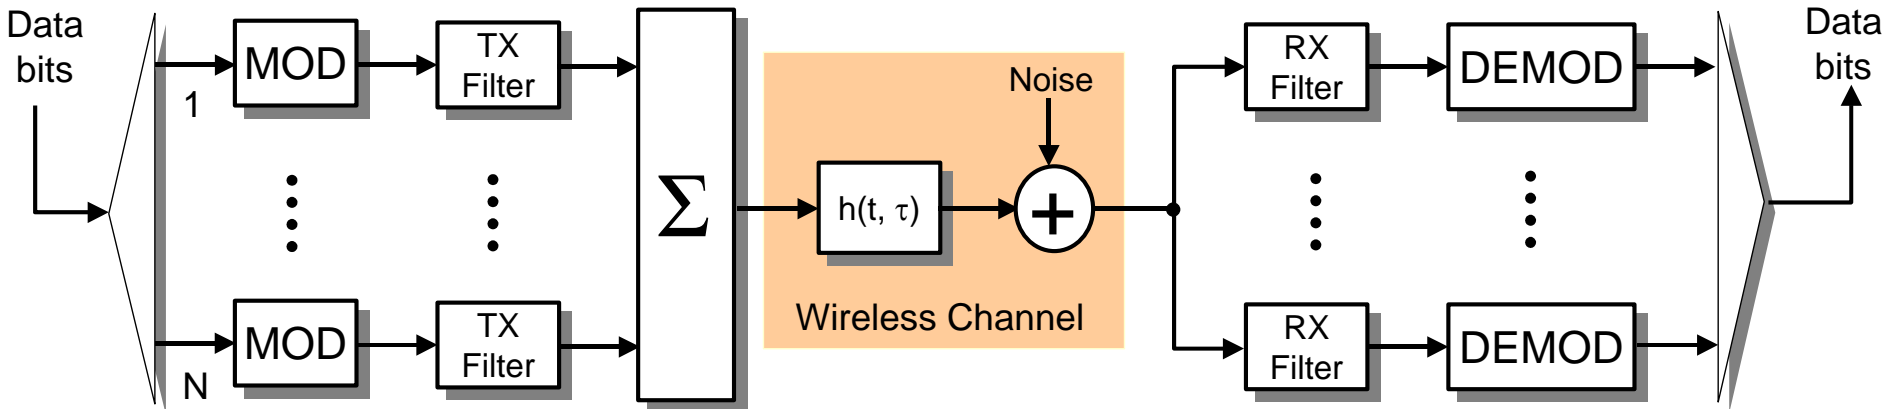 Data
bits
1
MOD
TX
Filter
N
MOD
TX
Filter
Σ
Noise
h(t, τ)
+
Wireless Channel
RX
Filter
DEMOD
RX
Filter
DEMOD
Data
bits